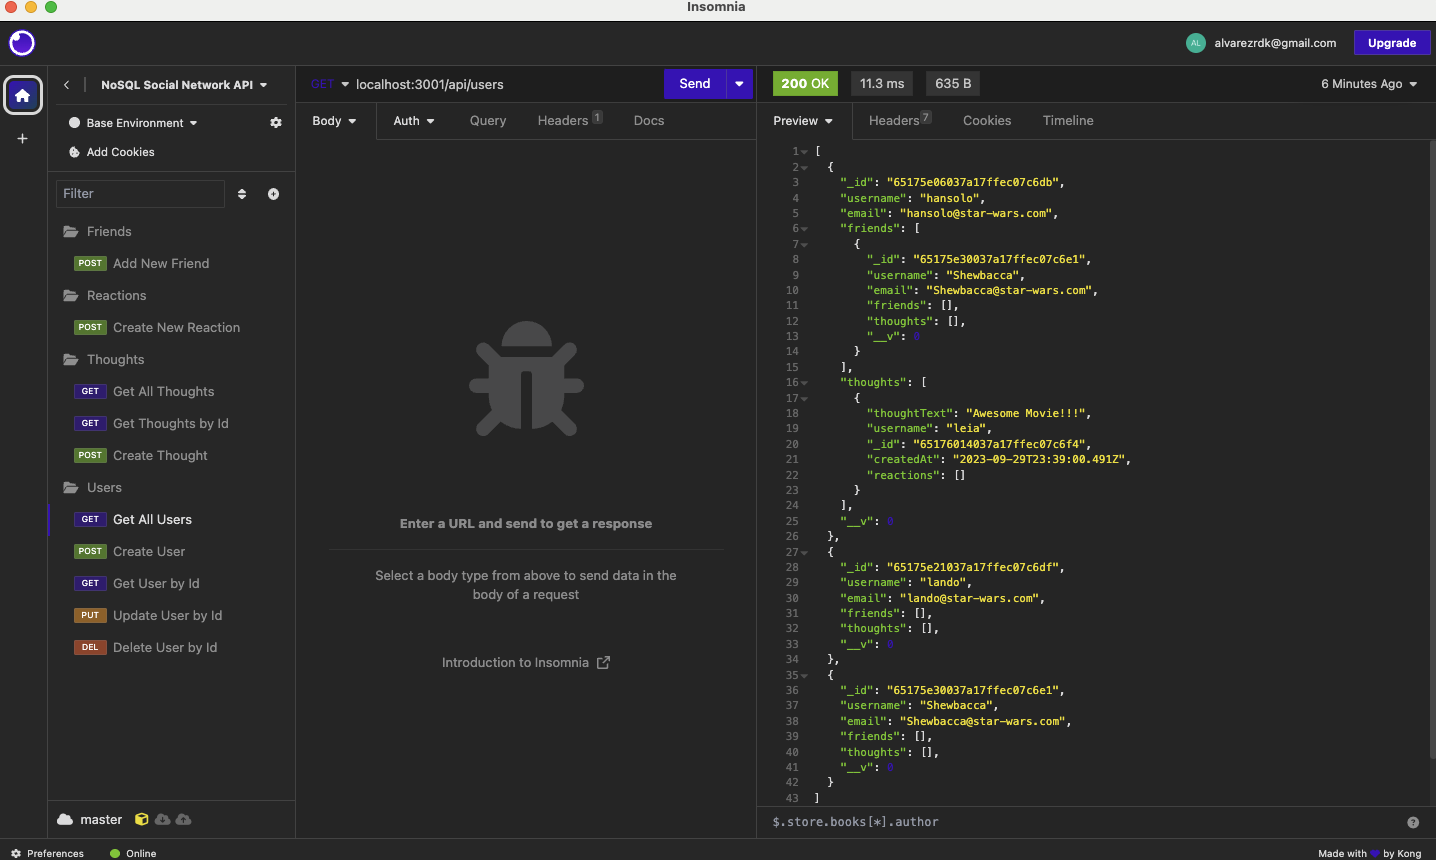 Insomnia
AL alvarezrdk@gmail.com Upgrade
NoSQL Social Network API
Base Environment
Add Cookies
Filter
Friends
POST Add New Friend
Reactions
POST Create New Reaction
Thoughts
GET Get All Thoughts
GET Get Thoughts by Id
POST Create Thought
Users
GET Get All Users
POST Create User
GET Get User by Id
PUT Update User by Id
DEL Delete User by Id
master
GET localhost:3001/api/users Send
Body Auth Query Headers 1 Docs
Enter a URL and send to get a response
Select a body type from above to send data in the
body of a request
Introduction to Insomnia
200 OK 11.3 ms 635 B 6 Minutes Ago
Preview Headers 7 Cookies Timeline
1 [
2 {
3 "_id": "65175e06037a17ffec07c6db",
4 "username": "hansolo",
5 "email": "hansolo@star-wars.com",
6 "friends": [
7 {
8 "_id": "65175e30037a17ffec07c6e1",
9 "username": "Shewbacca",
10 "email": "Shewbacca@star-wars.com",
11 "friends": [],
12 "thoughts": [],
13 "__v": 0
14 }
15 ],
16 "thoughts": [
17 {
18 "thoughtText": "Awesome Movie!!!",
19 "username": "leia",
20 "_id": "65176014037a17ffec07c6f4",
21 "createdAt": "2023-09-29T23:39:00.491Z",
22 "reactions": []
23 }
24 ],
25 "__v": 0
26 },
27 {
28 "_id": "65175e21037a17ffec07c6df",
29 "username": "lando",
30 "email": "lando@star-wars.com",
31 "friends": [],
32 "thoughts": [],
33 "__v": 0
34 },
35 {
36 "_id": "65175e30037a17ffec07c6e1",
37 "username": "Shewbacca",
38 "email": "Shewbacca@star-wars.com",
39 "friends": [],
40 "thoughts": [],
41 "__v": 0
42 }
43 ]
$.store.books[*].author
Preferences Online Made with by Kong